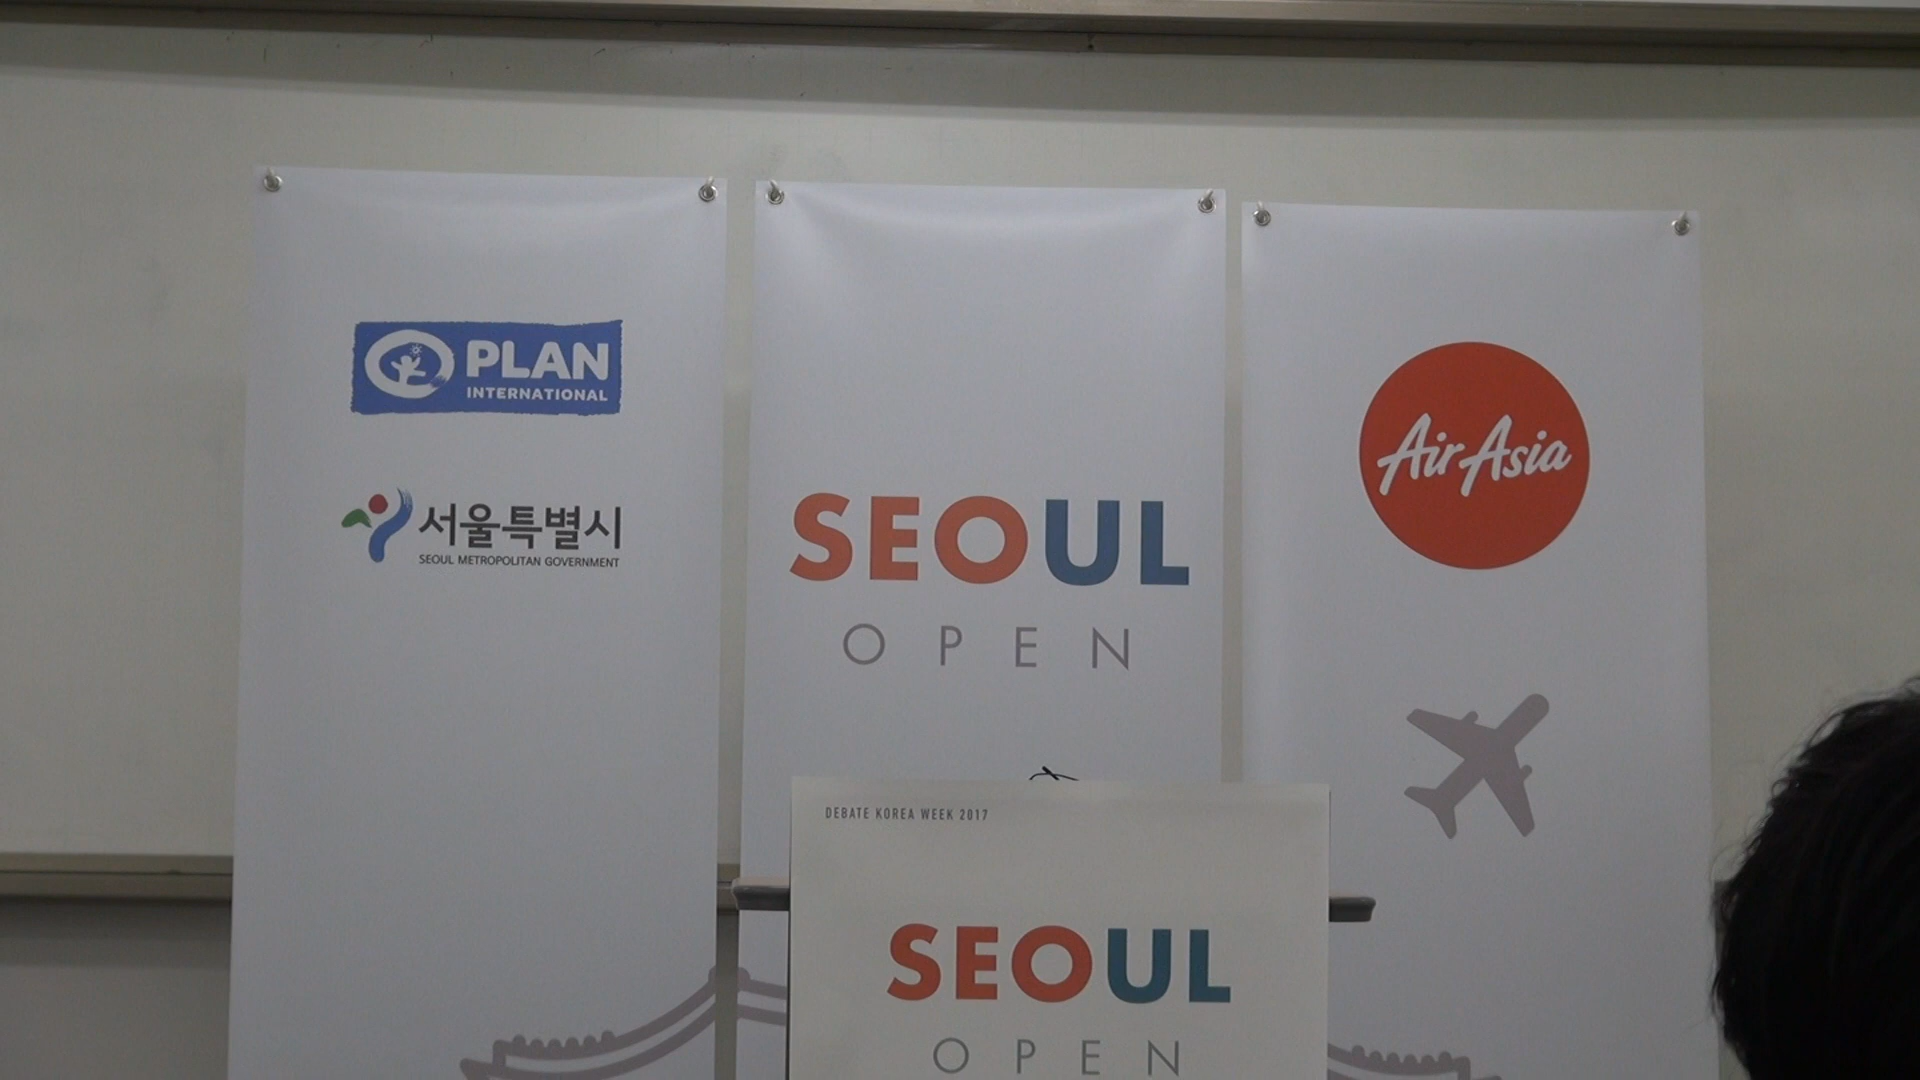 PLAN
INTERNATIONAL
서울특별시
SEOUL METROPOLITAN GOVERNMENT
SEOUL
OPEN
AirAsia
DEBATE KOREA WEEK 2017
SEOUL
OPEN